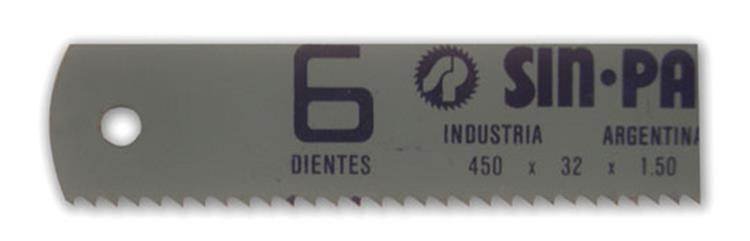 6
DIENTES
SIN·PA
INDUSTRIA ARGENTINA
450 x 32 x 1.50